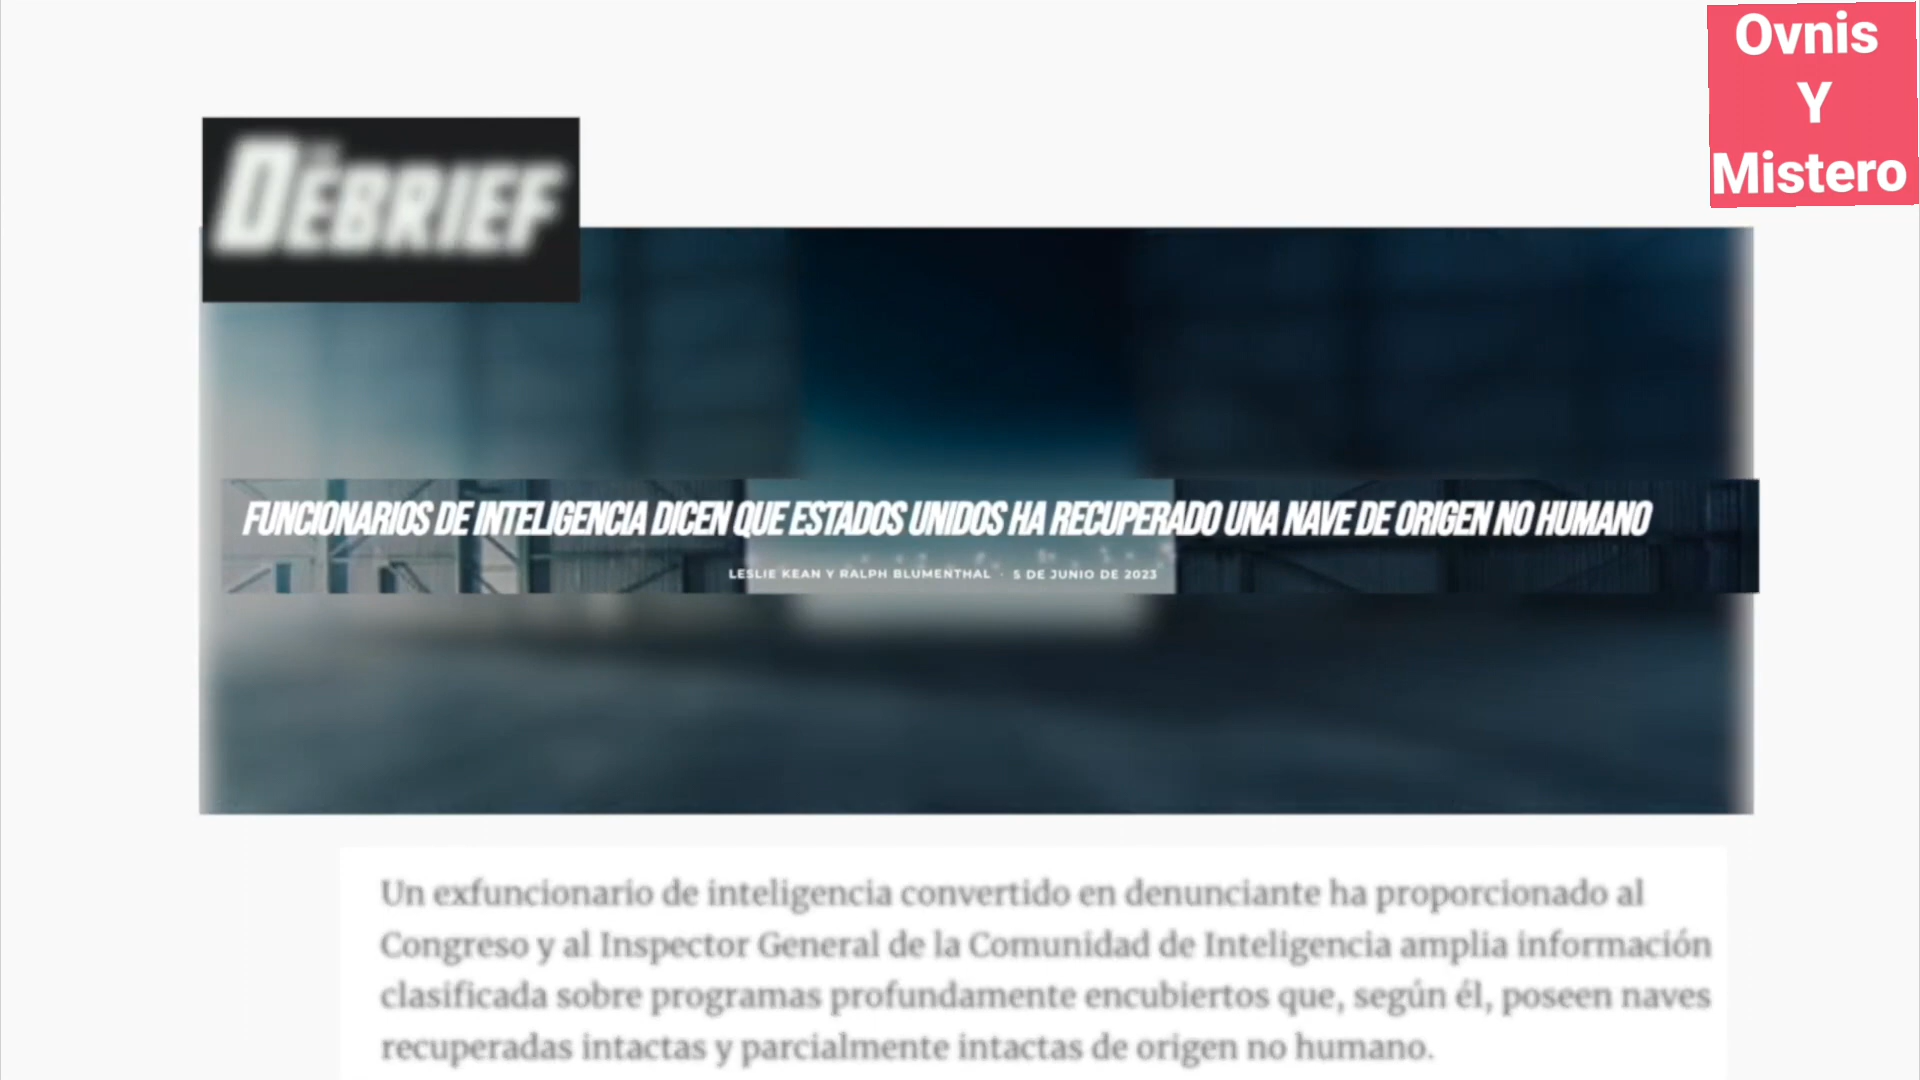 Ovnis
Y
Mistero
THE
DEBRIEF
FUNCIONARIOS DE INTELIGENCIA DICEN QUE ESTADOS UNIDOS HA RECUPERADO UNA NAVE DE ORIGEN NO HUMANO
LESLIE KEAN Y RALPH BLUMENTHAL · 5 DE JUNIO DE 2023
Un exfuncionario de inteligencia convertido en denunciante ha proporcionado al
Congreso y al Inspector General de la Comunidad de Inteligencia amplia información
clasificada sobre programas profundamente encubiertos que, según él, poseen naves
recuperadas intactas y parcialmente intactas de origen no humano.